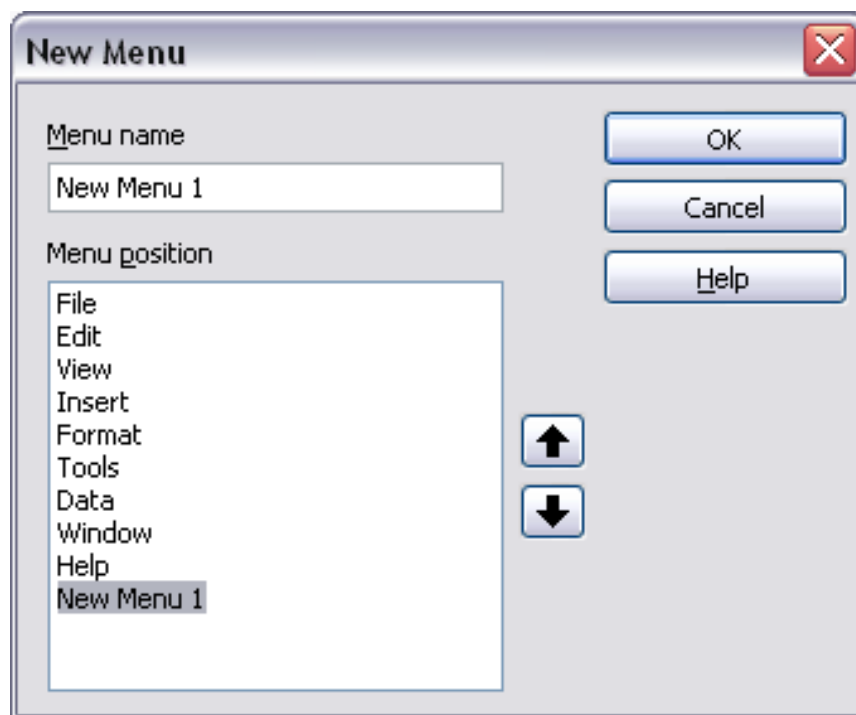 New Menu
Menu name
New Menu 1
Menu position
File
Edit
View
Insert
Format
Tools
Data
Window
Help
New Menu 1
OK
Cancel
Help